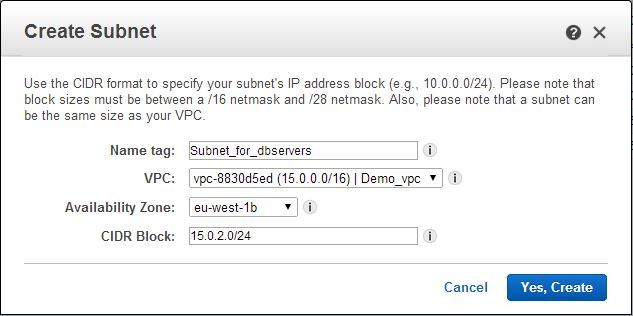 Create Subnet
Use the CIDR format to specify your subnet's IP address block (e.g., 10.0.0.0/24). Please note that
block sizes must be between a /16 netmask and /28 netmask. Also, please note that a subnet can
be the same size as your VPC.
Name tag: Subnet_for_dbservers
VPC: vpc-8830d5ed (15.0.0.0/16) | Demo_vpc
Availability Zone: eu-west-1b
CIDR Block: 15.0.2.0/24
Cancel Yes, Create